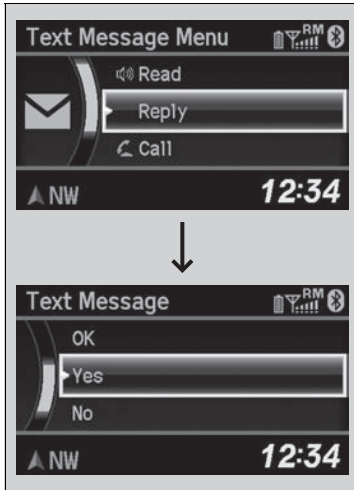 Text Message Menu RM
Read
Reply
Call
NW 12:34
Text Message RM
OK
Yes
No
NW 12:34